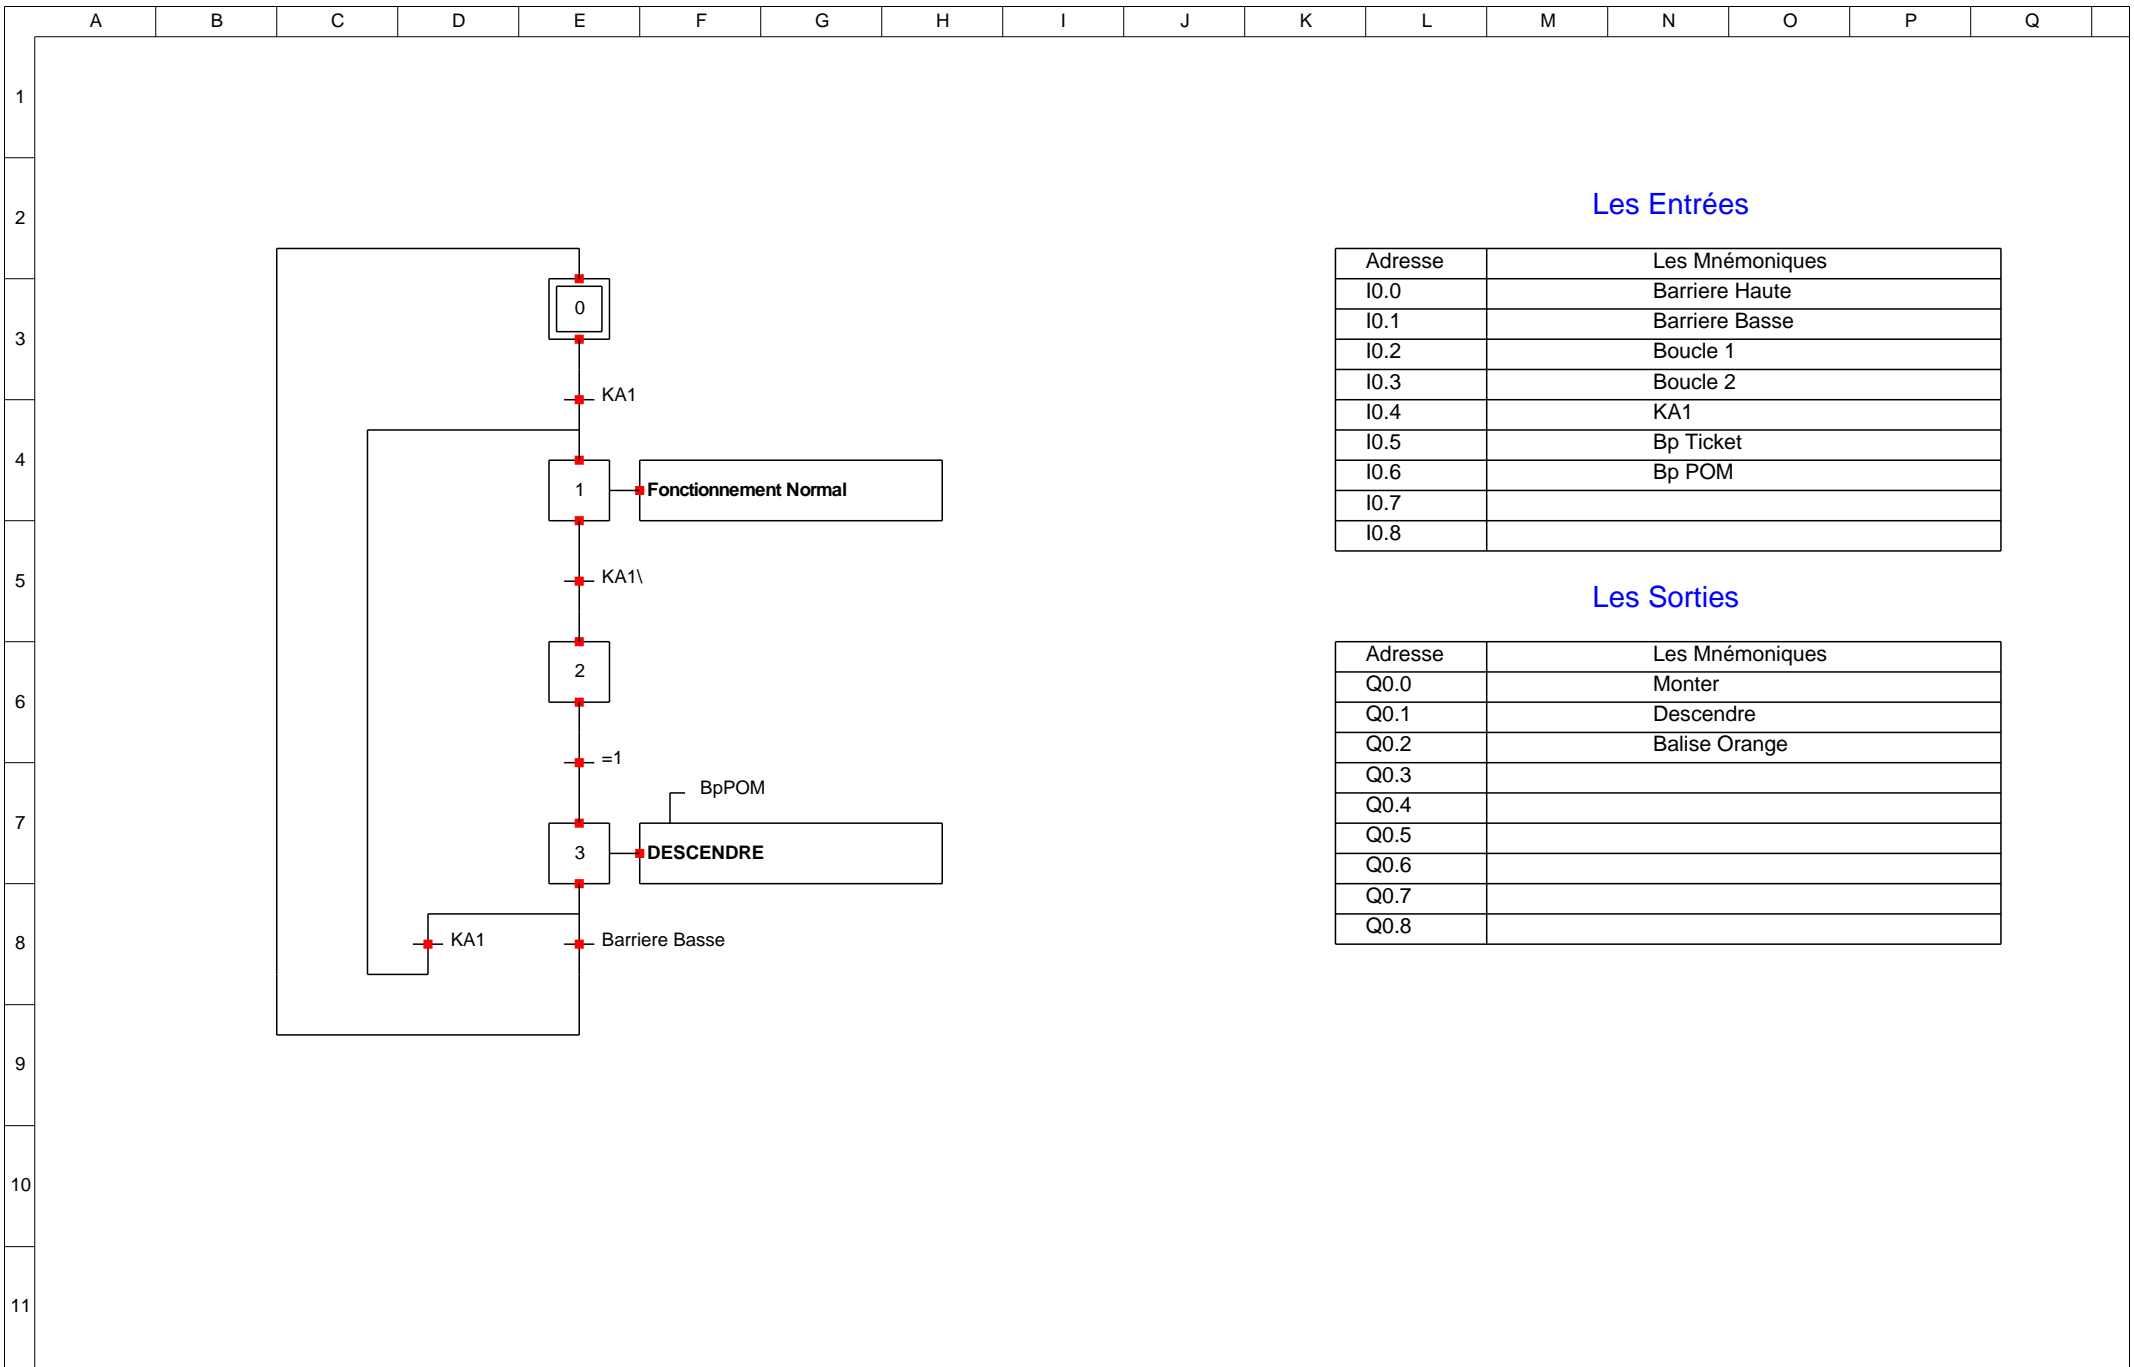 A B C D E F G H I J K L M N O P Q
1
2
3
4
5
6
7
8
9
10
11
0
KA1
1 Fonctionnement Normal
KA1\
2
=1
BpPOM
3 DESCENDRE
KA1 Barriere Basse
Les Entrées
Adresse Les Mnémoniques
I0.0 Barriere Haute
I0.1 Barriere Basse
I0.2 Boucle 1
I0.3 Boucle 2
I0.4 KA1
I0.5 Bp Ticket
I0.6 Bp POM
I0.7
I0.8
Les Sorties
Adresse Les Mnémoniques
Q0.0 Monter
Q0.1 Descendre
Q0.2 Balise Orange
Q0.3
Q0.4
Q0.5
Q0.6
Q0.7
Q0.8